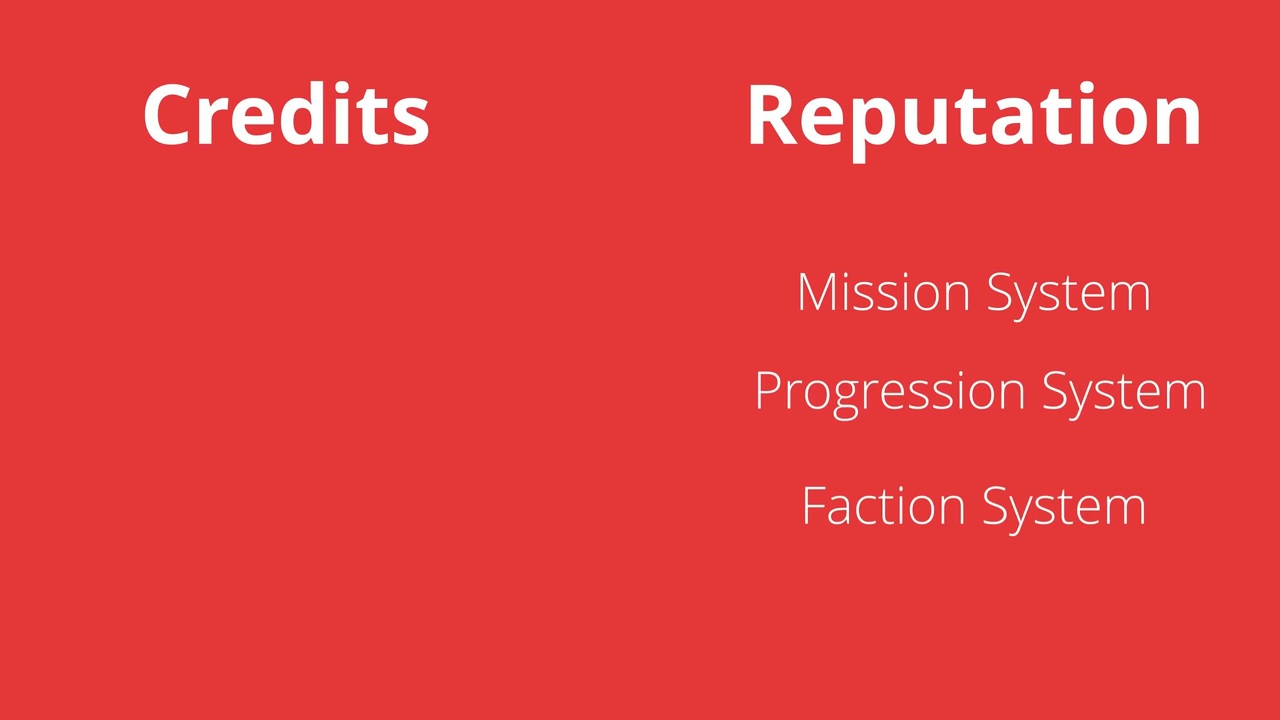 Credits
Reputation
Mission System
Progression System
Faction System